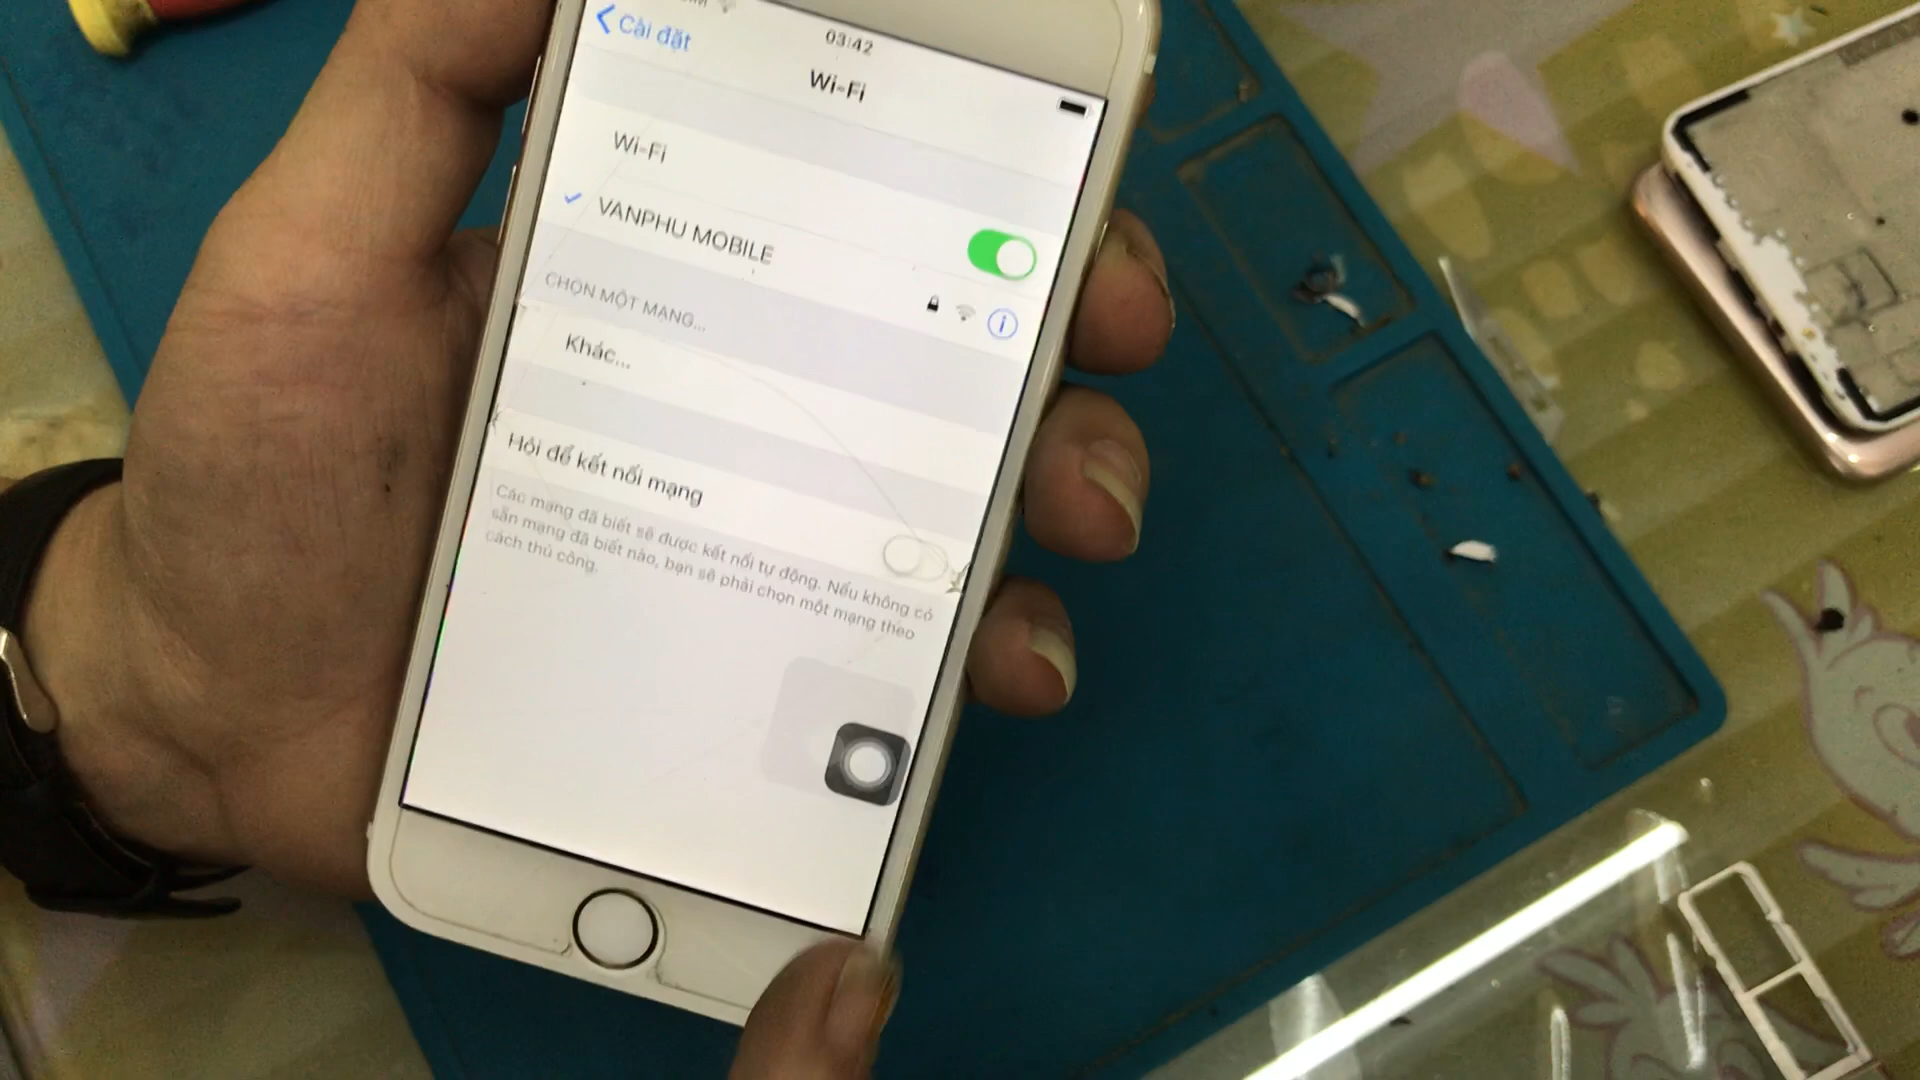 03:42
Cài đặt
Wi-Fi
Wi-Fi
VANPHU MOBILE
CHỌN MỘT MẠNG...
Khác...
Hỏi để kết nối mạng
Các mạng đã biết sẽ được kết nối tự động. Nếu không có
sẵn mạng đã biết nào, bạn sẽ phải chọn một mạng theo
cách thủ công.